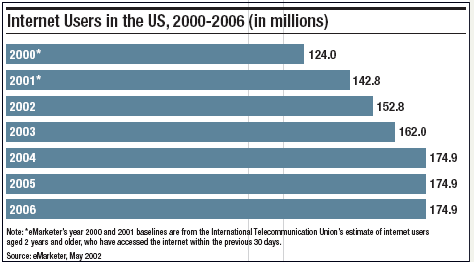 Internet Users in the US, 2000-2006 (in millions)
2000* 124.0
2001* 142.8
2002 152.8
2003 162.0
2004 174.9
2005 174.9
2006 174.9
Note: *eMarketer's year 2000 and 2001 baselines are from the International Telecommunication Union's estimate of internet users
aged 2 years and older, who have accessed the internet within the previous 30 days.
Source: eMarketer, May 2002